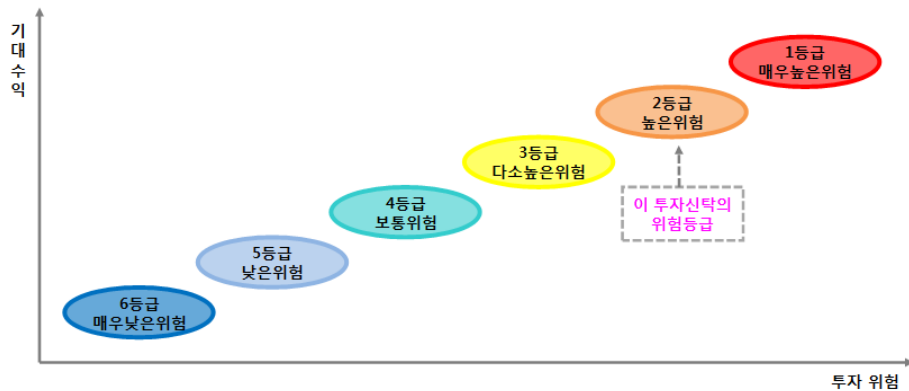 기대수익
1등급
매우높은위험
2등급
높은위험
3등급
다소높은위험
이 투자신탁의
위험등급
4등급
보통위험
5등급
낮은위험
6등급
매우낮은위험
투자 위험